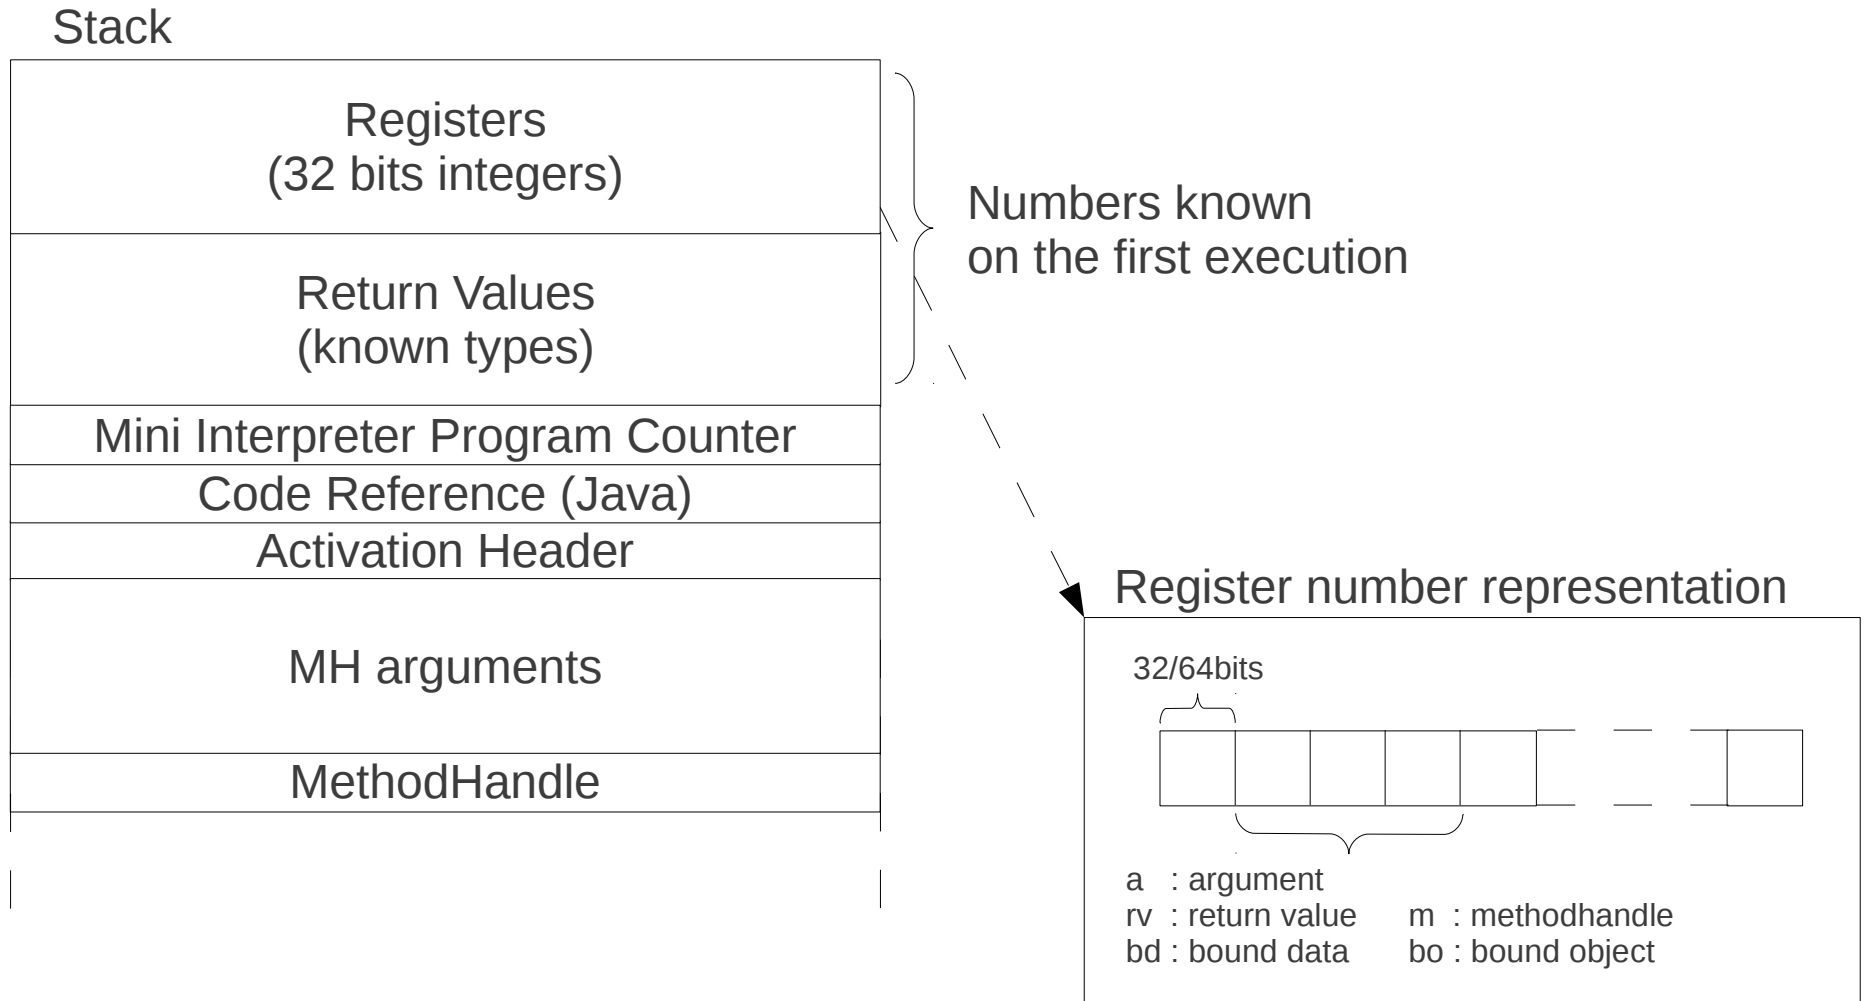 Stack
Registers
(32 bits integers)
Numbers known
on the first execution
Return Values
(known types)
Mini Interpreter Program Counter
Code Reference (Java)
Activation Header
MH arguments
MethodHandle
Register number representation
32/64bits
a : argument
rv : return value m : methodhandle
bd : bound data bo : bound object